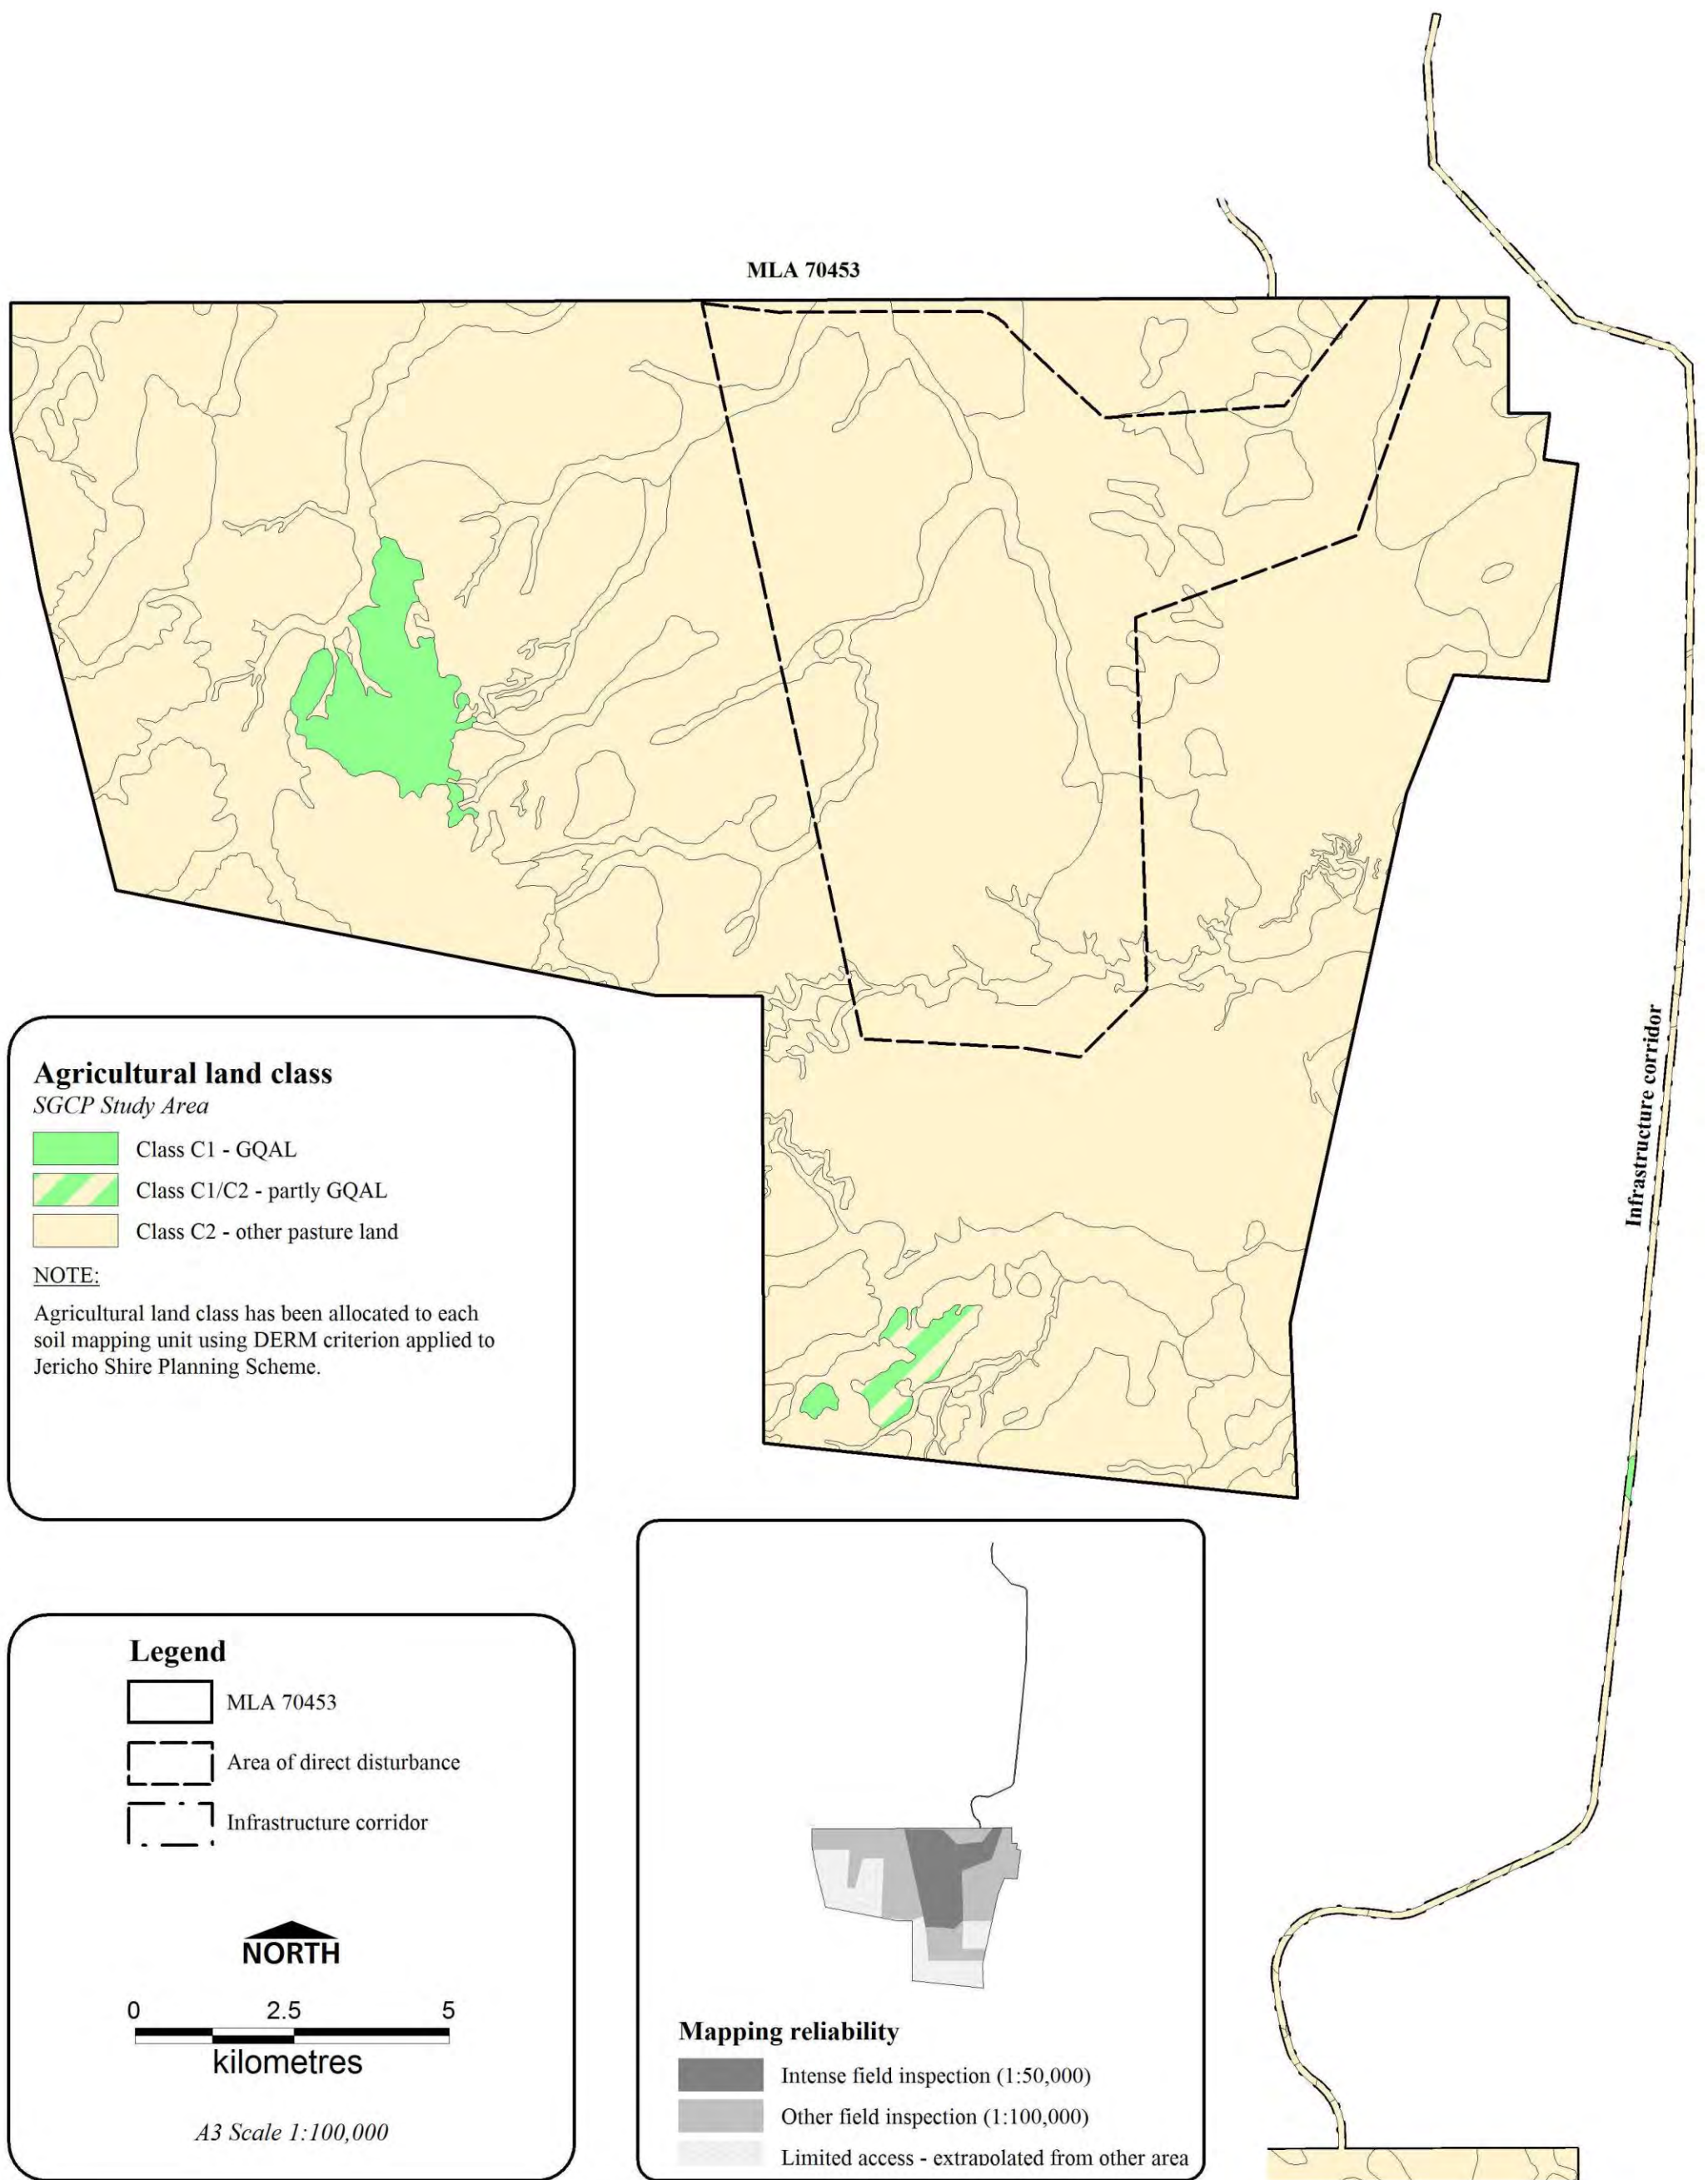 MLA 70453
Infrastructure corridor
Agricultural land class
SGCP Study Area
Class C1 - GQAL
Class C1/C2 - partly GQAL
Class C2 - other pasture land
NOTE:
Agricultural land class has been allocated to each
soil mapping unit using DERM criterion applied to
Jericho Shire Planning Scheme.
Legend
MLA 70453
Area of direct disturbance
Infrastructure corridor
NORTH
0 2.5 5
kilometres
A3 Scale 1:100,000
Mapping reliability
Intense field inspection (1:50,000)
Other field inspection (1:100,000)
Limited access - extrapolated from other area